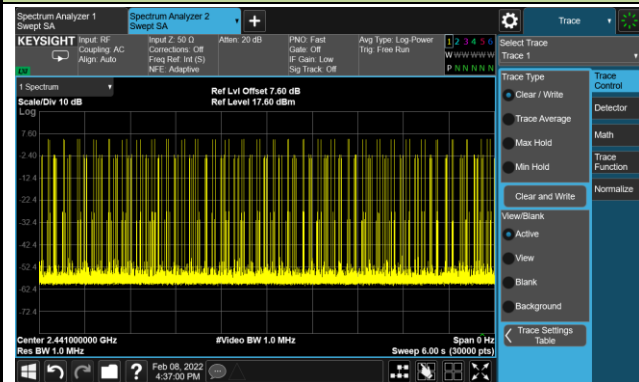 Spectrum Analyzer 1
Swept SA
Spectrum Analyzer 2
Swept SA
Trace
KEYSIGHT
Input: RF
Coupling: AC
Align: Auto
Input Z: 50 Ω
Corrections: Off
Freq Ref: Int (S)
NFE: Adaptive
Atten: 20 dB
PNO: Fast
Gate: Off
IF Gain: Low
Sig Track: Off
Avg Type: Log-Power
Trig: Free Run
1 2 3 4 5 6
W W W W W W
P N N N N N
Select Trace
Trace 1
1 Spectrum
Scale/Div 10 dB
Ref Lvl Offset 7.60 dB
Ref Level 17.60 dBm
Log
7.60
-2.40
-12.4
-22.4
-32.4
-42.4
-52.4
-62.4
-72.4
Center 2.441000000 GHz
Res BW 1.0 MHz
#Video BW 1.0 MHz
Span 0 Hz
Sweep 6.00 s (30000 pts)
Trace Type
Clear / Write
Trace Average
Max Hold
Min Hold
Clear and Write
View/Blank
Active
View
Blank
Background
Trace Settings
Table
Trace
Control
Detector
Math
Trace
Function
Normalize
?
Feb 08, 2022
4:37:00 PM